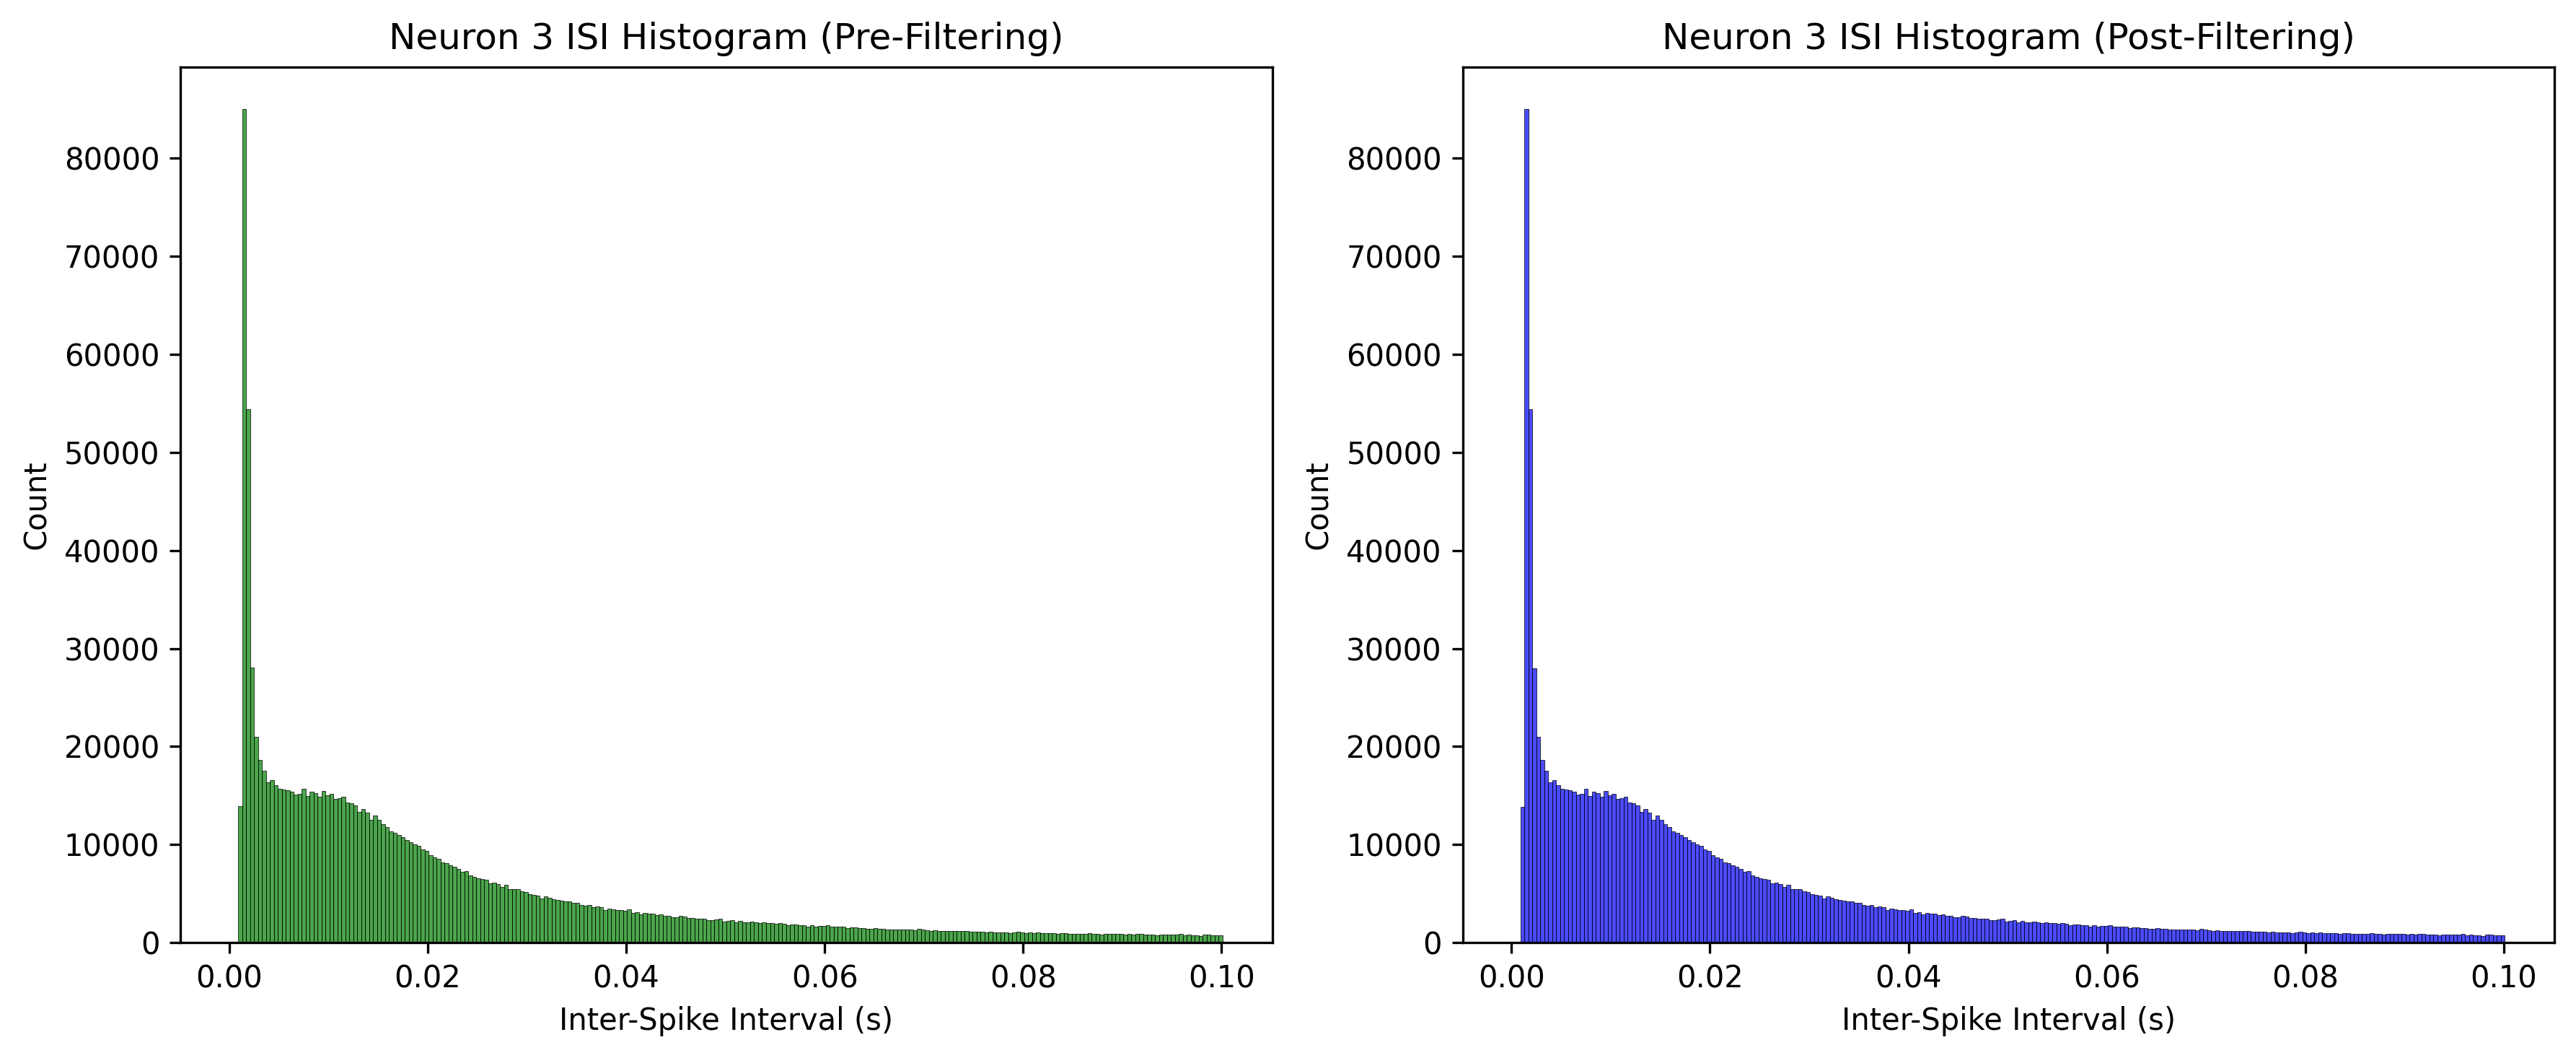 Neuron 3 ISI Histogram (Pre-Filtering)
Count
80000
70000
60000
50000
40000
30000
20000
10000
0
0.00 0.02 0.04 0.06 0.08 0.10
Inter-Spike Interval (s)
Neuron 3 ISI Histogram (Post-Filtering)
Count
80000
70000
60000
50000
40000
30000
20000
10000
0
0.00 0.02 0.04 0.06 0.08 0.10
Inter-Spike Interval (s)